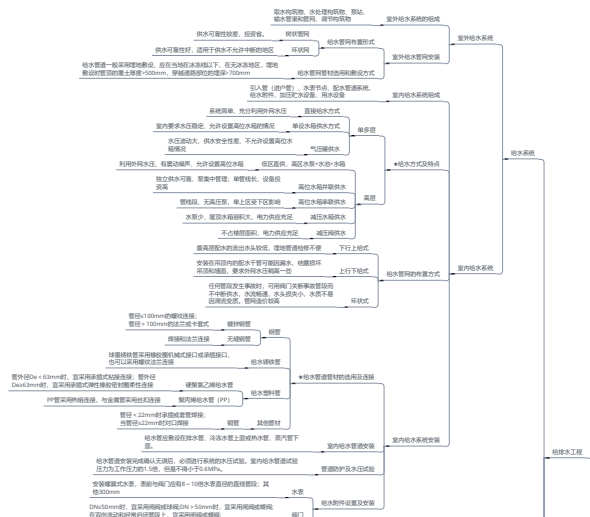 取水构筑物、水处理构筑物、泵站、
输水管渠和管网、调节构筑物
室外给水系统的组成
供水可靠性较差，投资省。
树状管网
供水可靠性好，适用于供水不允许中断的地区
环状网
给水管网布置形式
室外给水系统
给水管道一般采用埋地敷设，应在当地在冰冻线以下，在无冰冻地区，埋地
敷设时管顶的覆土厚度>500mm，穿越道路部位的埋深>700mm
给水管网管材选用和敷设方式
室外给水管网安装
引入管（进户管）、水表节点、配水管道系统、
给水附件、加压贮水设备，用水设备
室内给水系统组成
系统简单、充分利用外网水压
直接给水方式
室内要求水压稳定、允许设置高位水箱的情况
单设水箱供水方式
单多层
水压波动大、供水安全性差、不允许设置高位水
箱情况
气压罐供水
给水系统
利用外网水压、有震动噪声、允许设置高位水箱
低区直供，高区水泵+水池+水箱
★给水方式及特点
独立供水可靠、泵集中管理；单管线长、设备投
资高
高位水箱并联供水
管线段、无高压泵，单上区受下区影响
高位水箱串联供水
高层
水泵少、屋顶水箱容积大、电力供应充足
减压水箱供水
不占楼层面积、电力供应充足
减压阀供水
最高层配水的流出水头较低，埋地管道检修不便
下行上给式
室内给水系统
安装在吊顶内的配水干管可能因漏水、结露损坏
吊顶和墙面，要求外网水压稍高一些
上行下给式
给水管网的布置方式
任何管段发生事故时，可用阀门关断事故管段而
不中断供水，水流畅通，水头损失小，水质不易
因滞流变质。管网造价较高
环状式
管径≤100mm的螺纹连接；
管径＞100mm的法兰或卡套式
镀锌钢管
钢管
焊接和法兰连接
无缝钢管
球墨铸铁管采用橡胶圈机械式接口或承插接口，
也可以采用螺纹法兰连接
给水铸铁管
★给水管道管材的选用及连接
管外径De＜63mm时，宜采用承插式粘接连接；管外径
De≥63mm时，宜采用承插式弹性橡胶密封圈柔性连接
硬聚氯乙烯给水管
给水塑料管
PP管采用热熔连接，与金属管采用丝扣连接
聚丙烯给水管（PP）
管径＜22mm时承插或套管焊接；
当管径≥22mm时对口焊接
铜管
其他管材
给水管应敷设在排水管、冷冻水管上面或热水管、蒸汽管下
面。
室内给水管道安装
室内给水系统安装
给排水工程
给水管道安装完成确认无误后，必须进行系统的水压试验。室内给水管道试验
压力为工作压力的1.5倍，但是不得小于0.6MPa。
管道防护及水压试验
安装螺翼式水表，表前与阀门应有8－10倍水表直径的直线管段；其
他300mm
水表
给水附件设置及安装
DN≤50mm时，宜采用闸阀或球阀;DN＞50mm时，宜采用闸阀或蝶阀;
在双向流动和经常启闭管段上，宜采用闸阀或蝶阀;
阀门